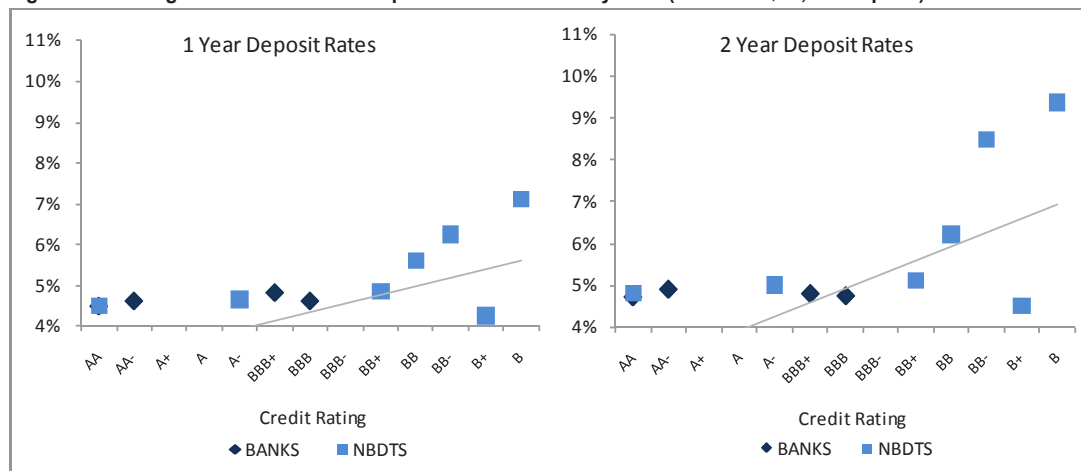 1 Year Deposit Rates
11%
10%
9%
8%
7%
6%
5%
4%
AA
AA-
A+
A
A-
BBB+
BBB
BBB-
BB+
BB
BB-
B+
B
Credit Rating
BANKS
NBDTS
2 Year Deposit Rates
11%
10%
9%
8%
7%
6%
5%
4%
AA
AA-
A+
A
A-
BBB+
BBB
BBB-
BB+
BB
BB-
B+
B
Credit Rating
BANKS
NBDTS